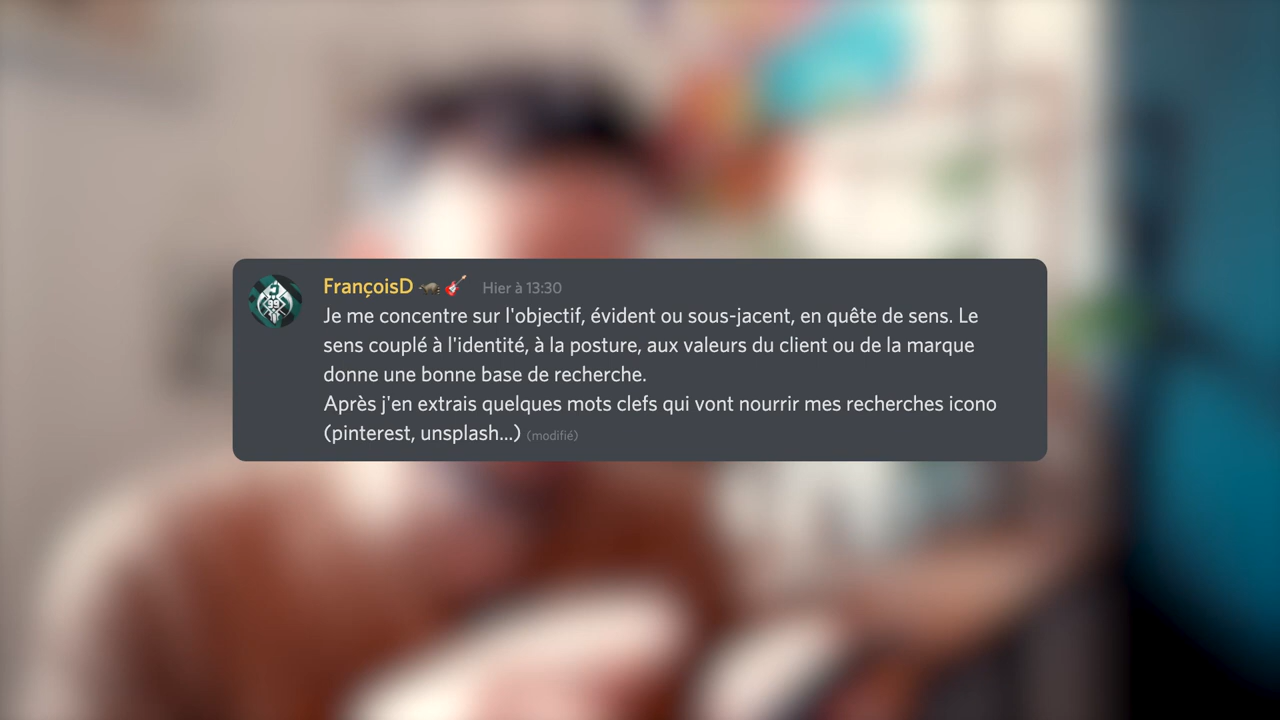 FrançoisD 🦡🎸 Hier à 13:30
Je me concentre sur l'objectif, évident ou sous-jacent, en quête de sens. Le
sens couplé à l'identité, à la posture, aux valeurs du client ou de la marque
donne une bonne base de recherche.
Après j'en extrais quelques mots clefs qui vont nourrir mes recherches icono
(pinterest, unsplash...) (modifié)